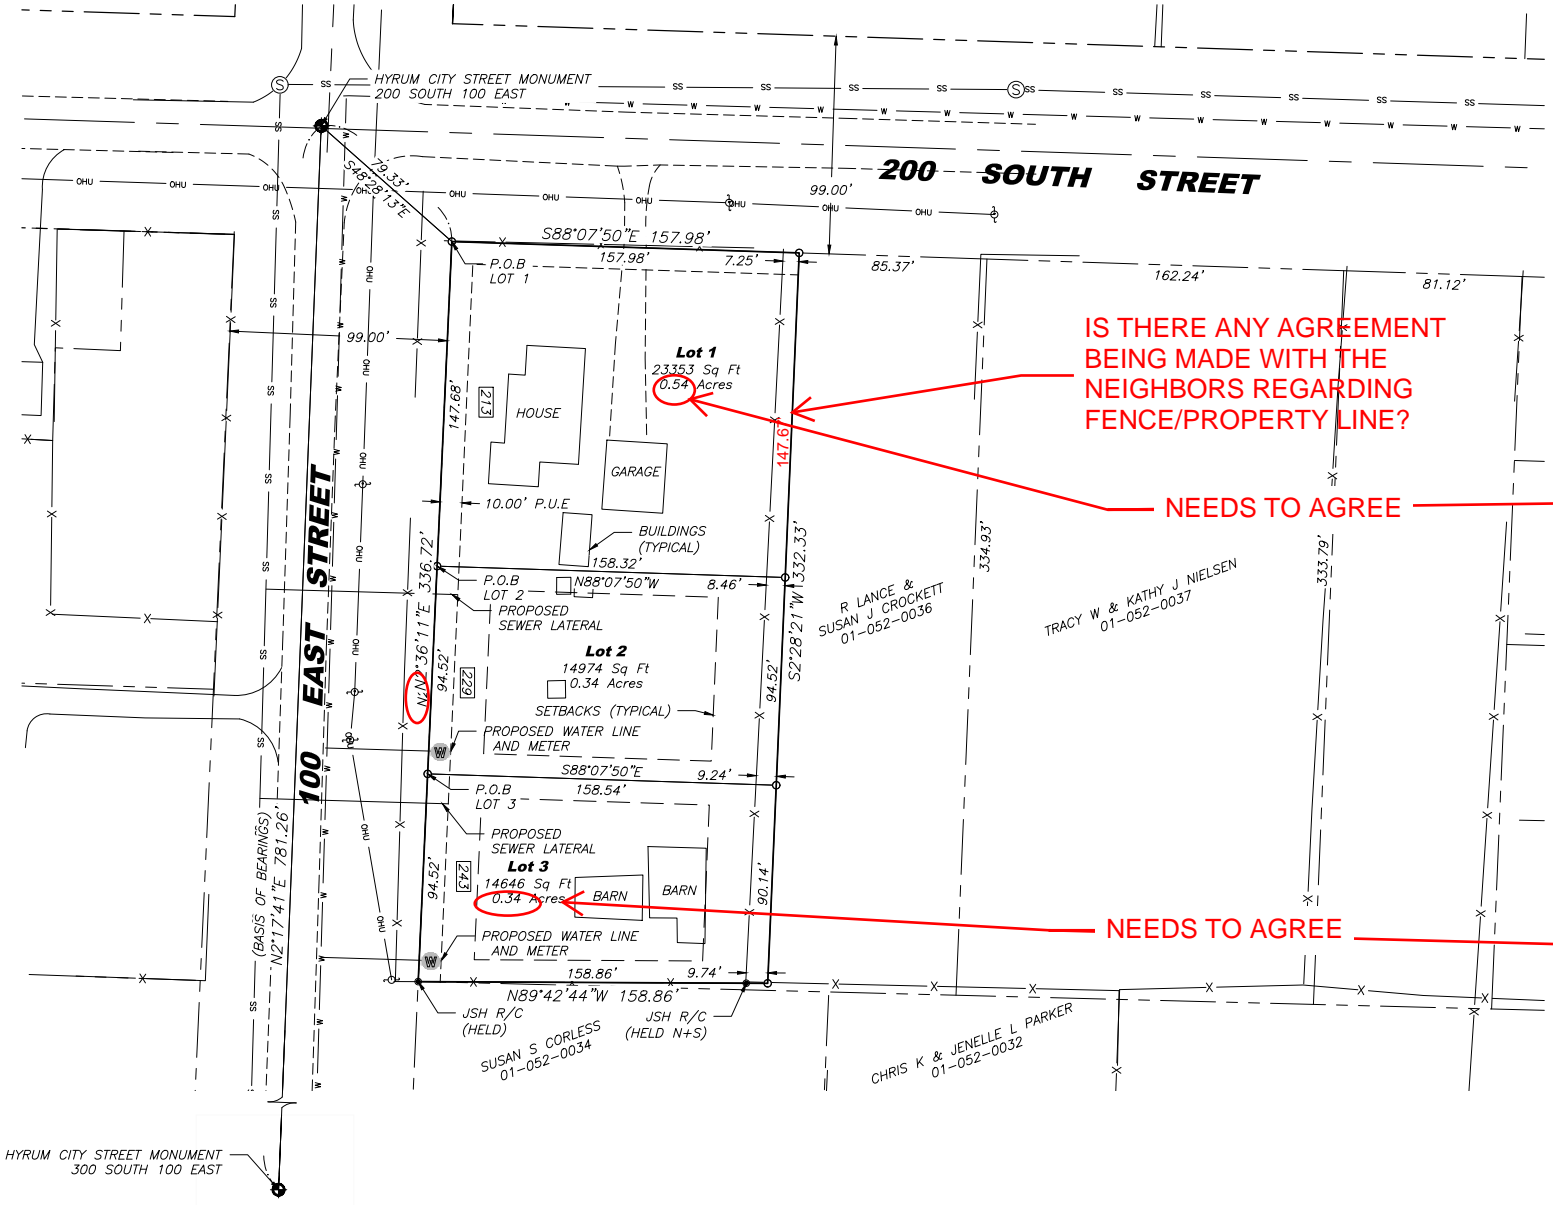 HYRUM CITY STREET MONUMENT
200 SOUTH 100 EAST
200 SOUTH STREET
79.33'
S48°28'13"E
99.00'
S88°07'50"E 157.98'
157.98'
7.25'
85.37'
162.24'
81.12'
P.O.B
LOT 1
99.00'
IS THERE ANY AGREEMENT
BEING MADE WITH THE
NEIGHBORS REGARDING
FENCE/PROPERTY LINE?
Lot 1
23353 Sq Ft
0.54 Acres
147.68'
213
HOUSE
GARAGE
10.00' P.U.E
NEEDS TO AGREE
BUILDINGS
(TYPICAL)
158.32'
N88°07'50"W
8.46'
336.72'
S2°28'21"W 332.33'
334.93'
333.79'
P.O.B
LOT 2
PROPOSED
SEWER LATERAL
R LANCE &
SUSAN J CROCKETT
01-052-0036
TRACY W & KATHY J NIELSEN
01-052-0037
100 EAST STREET
Lot 2
14974 Sq Ft
0.34 Acres
94.52'
229
94.52'
SETBACKS (TYPICAL)
PROPOSED WATER LINE
AND METER
W
S88°07'50"E
9.24'
158.54'
P.O.B
LOT 3
PROPOSED
SEWER LATERAL
(BASIS OF BEARINGS)
N2°17'41"E 781.26'
Lot 3
14646 Sq Ft
0.34 Acres
94.52'
243
BARN
BARN
90.14'
NEEDS TO AGREE
PROPOSED WATER LINE
AND METER
W
158.86'
9.74'
N89°42'44"W 158.86'
JSH R/C
(HELD)
JSH R/C
(HELD N+S)
SUSAN S CORLESS
01-052-0034
CHRIS K & JENELLE L PARKER
01-052-0032
HYRUM CITY STREET MONUMENT
300 SOUTH 100 EAST